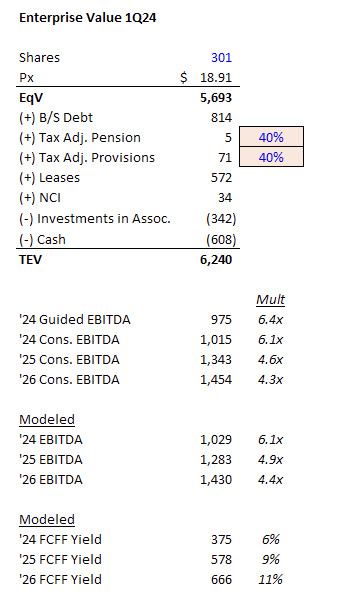 Enterprise Value 1Q24
Shares 301
Px $ 18.91
EqV 5,693
(+) B/S Debt 814
(+) Tax Adj. Pension 5 40%
(+) Tax Adj. Provisions 71 40%
(+) Leases 572
(+) NCI 34
(-) Investments in Assoc. (342)
(-) Cash (608)
TEV 6,240
Mult
'24 Guided EBITDA 975 6.4x
'24 Cons. EBITDA 1,015 6.1x
'25 Cons. EBITDA 1,343 4.6x
'26 Cons. EBITDA 1,454 4.3x
Modeled
'24 EBITDA 1,029 6.1x
'25 EBITDA 1,283 4.9x
'26 EBITDA 1,430 4.4x
Modeled
'24 FCFF Yield 375 6%
'25 FCFF Yield 578 9%
'26 FCFF Yield 666 11%